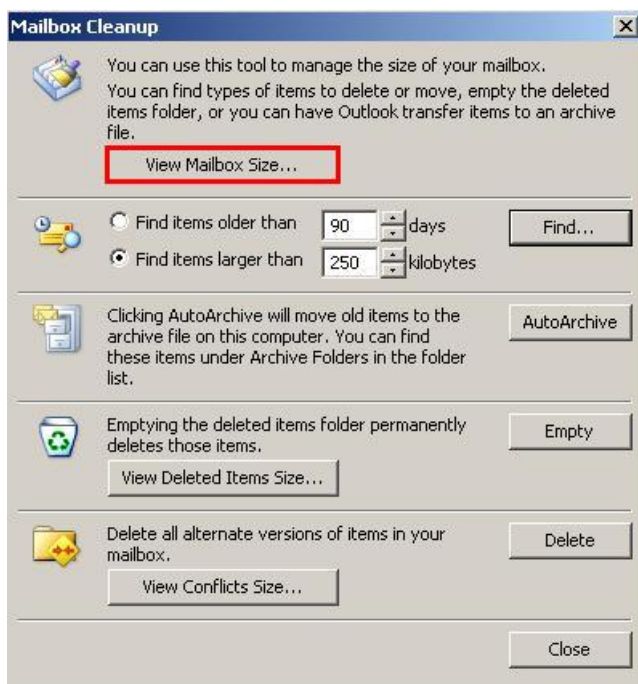 Mailbox Cleanup
You can use this tool to manage the size of your mailbox.
You can find types of items to delete or move, empty the deleted
items folder, or you can have Outlook transfer items to an archive
file.
View Mailbox Size...
Find items older than 90 days
Find...
Find items larger than 250 kilobytes
Clicking AutoArchive will move old items to the
archive file on this computer. You can find
these items under Archive Folders in the folder
list.
AutoArchive
Emptying the deleted items folder permanently
deletes those items.
Empty
View Deleted Items Size...
Delete all alternate versions of items in your
mailbox.
Delete
View Conflicts Size...
Close